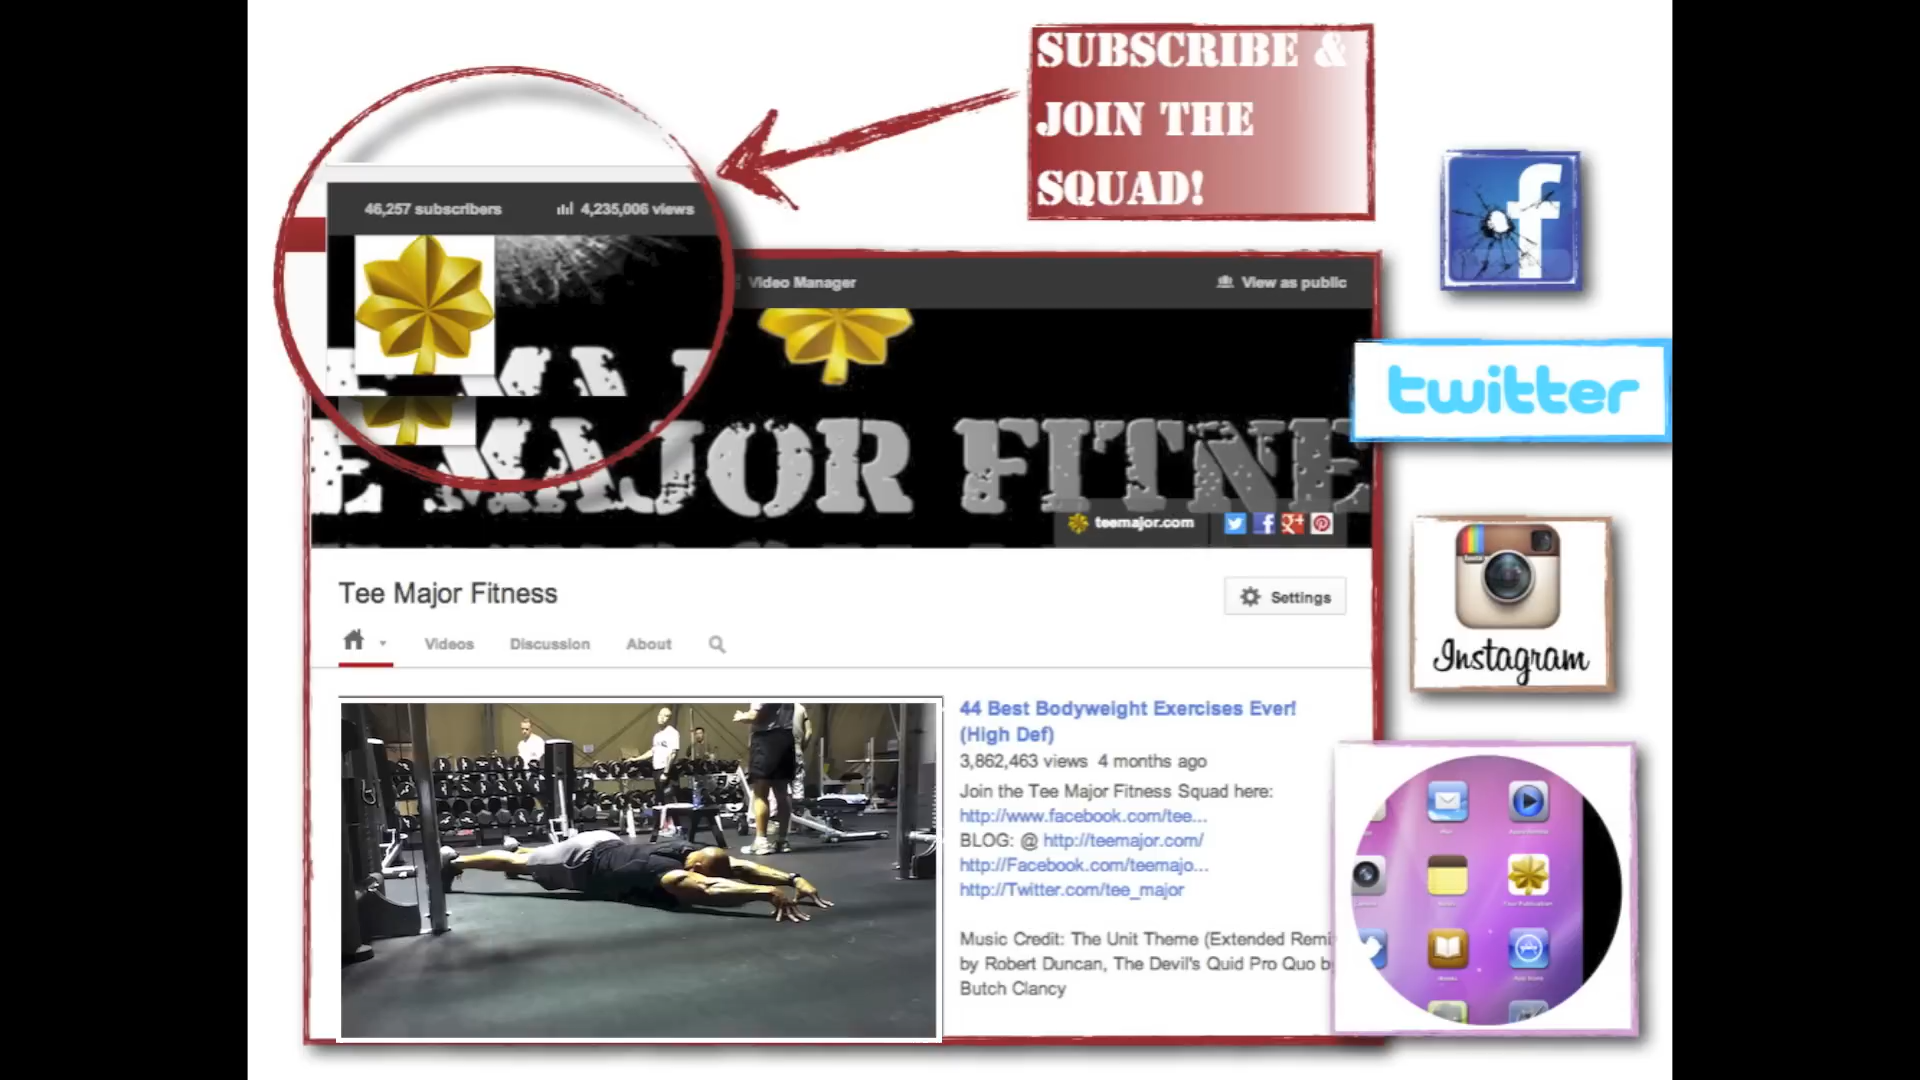 SUBSCRIBE &
JOIN THE
SQUAD!
46,257 subscribers
4,235,006 views
Video Manager
View as public
E MAJOR FITNE
teemajor.com
Tee Major Fitness
Settings
Videos
Discussion
About
44 Best Bodyweight Exercises Ever!
(High Def)
3,862,463 views 4 months ago
Join the Tee Major Fitness Squad here:
http://www.facebook.com/tee...
BLOG: @ http://teemajor.com/
http://Facebook.com/teemajo...
http://Twitter.com/tee_major
Music Credit: The Unit Theme (Extended Remi
by Robert Duncan, The Devil's Quid Pro Quo b
Butch Clancy
f
twitter
Instagram